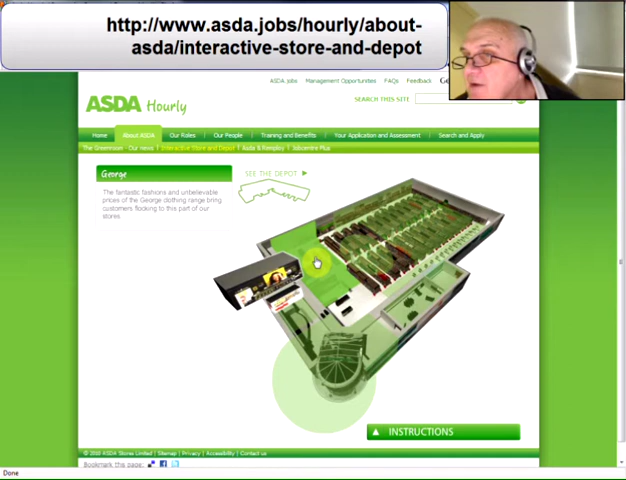 http://www.asda.jobs/hourly/about-
asda/interactive-store-and-depot
ASDA jobs Management Opportunities FAQs Feedback
ASDA Hourly
SEARCH THIS SITE
Home About ASDA Our Roles Our People Training and Benefits Your Application and Assessment Search and Apply
The Greenroom - Our news Interactive Store and Depot Asda & Remploy Jobcentre Plus
George
SEE THE DEPOT
The fantastic fashions and unbelievable
prices of the George clothing range bring
customers flooking to this part of our
stores.
INSTRUCTIONS
© 2010 ASDA Stores Limited | Sitemap | Privacy | Accessibility | Contact us
Bookmark this page:
Done